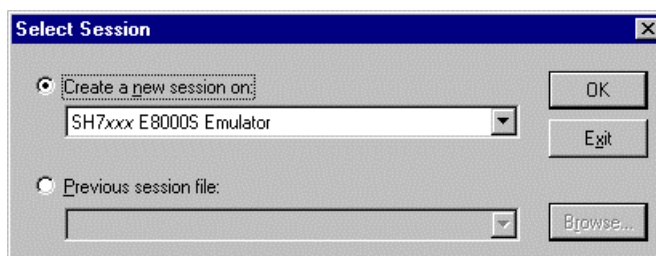 Select Session
Create a new session on:
OK
SH7xxx E8000S Emulator
Exit
Previous session file:
Browse...